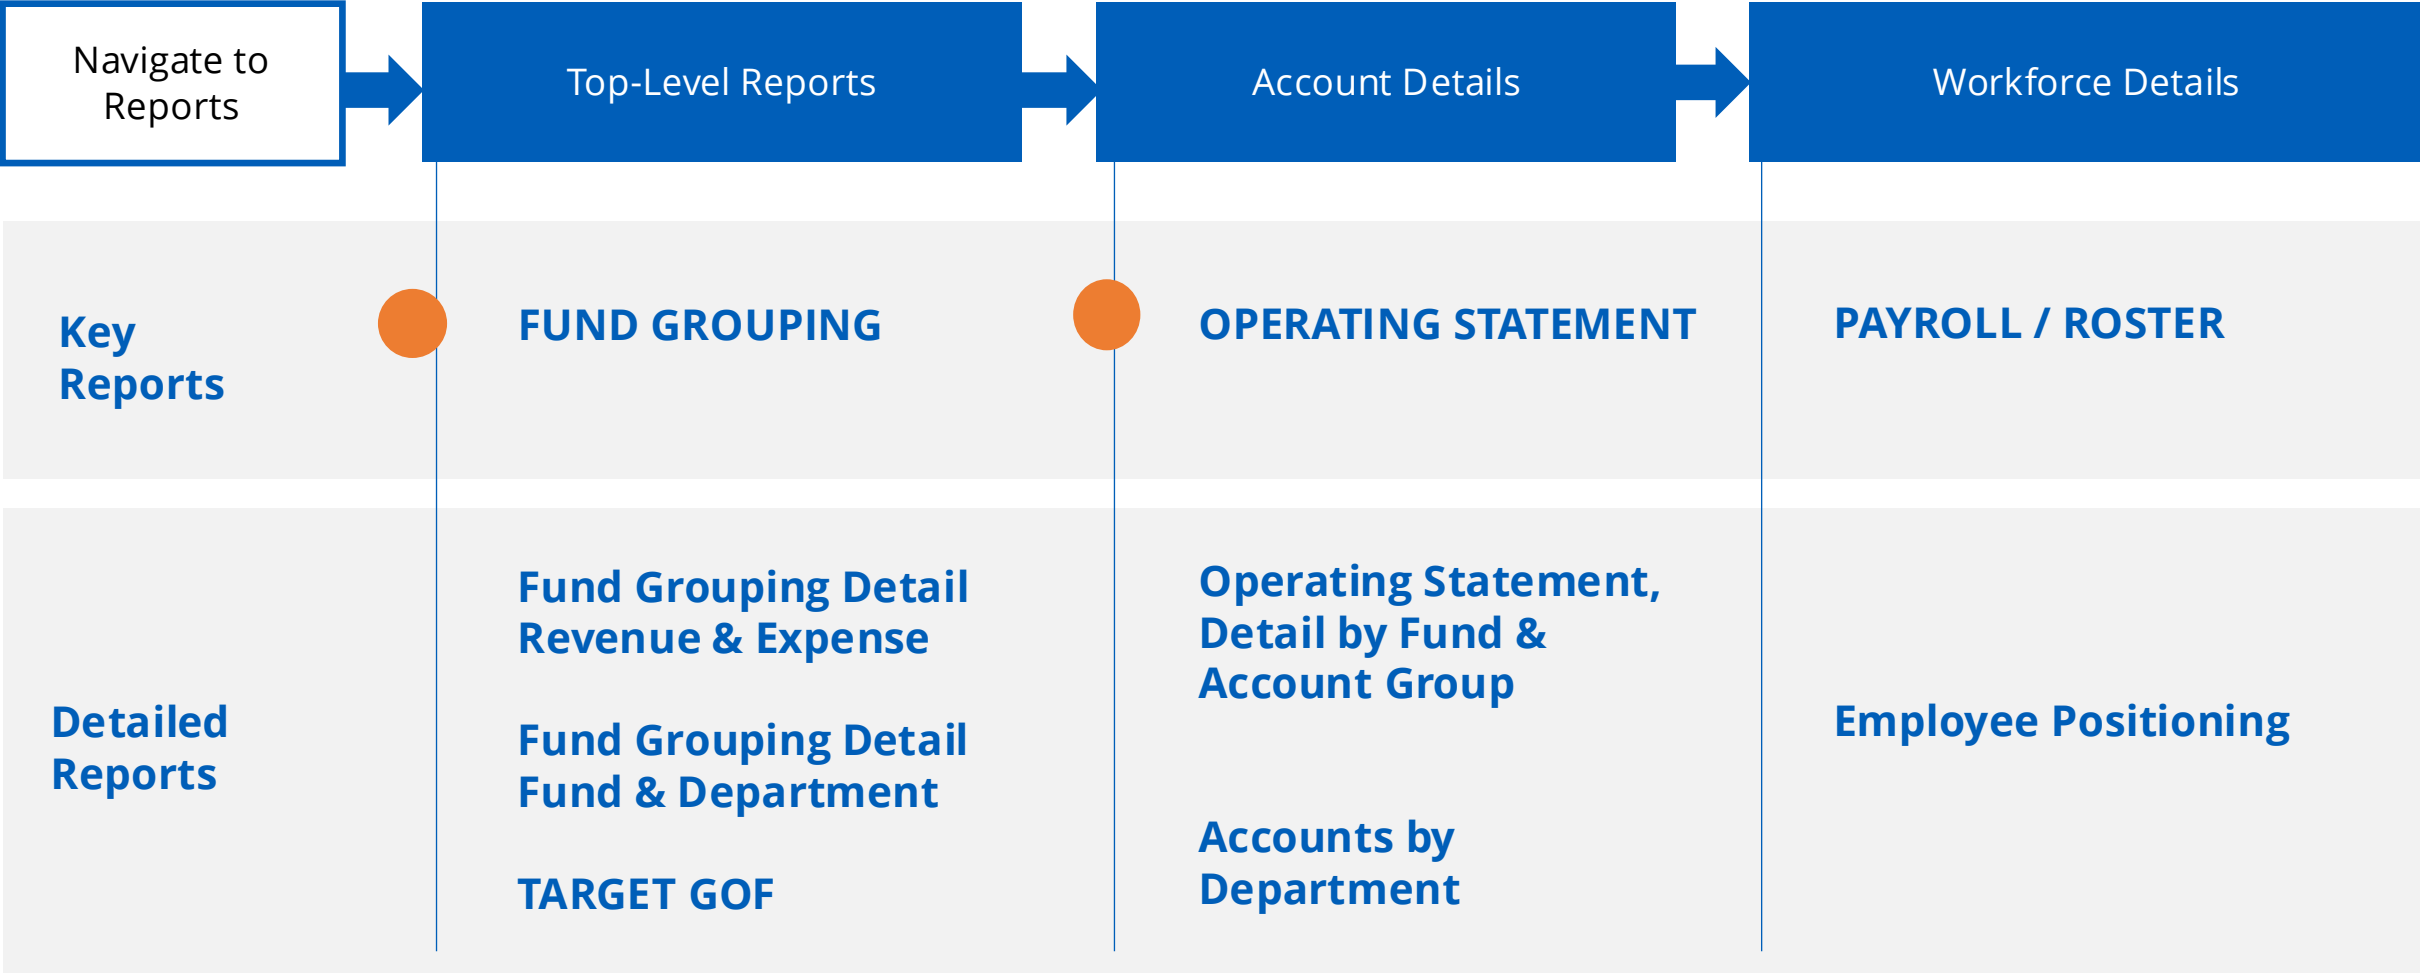 Navigate to
Reports
Top-Level Reports
Account Details
Workforce Details
Key
Reports
FUND GROUPING
OPERATING STATEMENT
PAYROLL / ROSTER
Detailed
Reports
Fund Grouping Detail
Revenue & Expense
Fund Grouping Detail
Fund & Department
TARGET GOF
Operating Statement,
Detail by Fund &
Account Group
Accounts by
Department
Employee Positioning